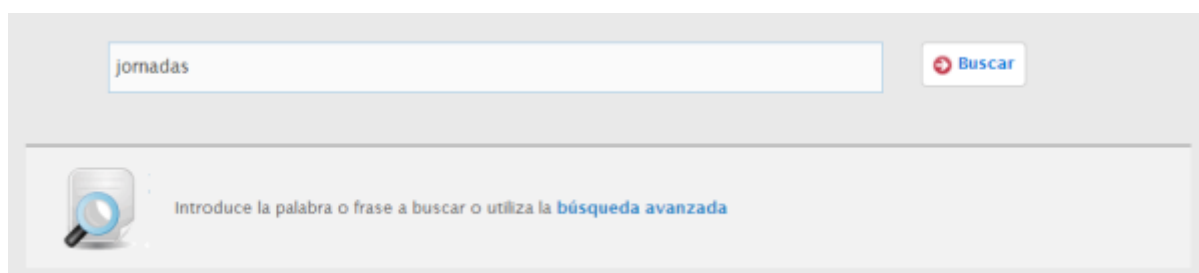 jornadas
Buscar
Introduce la palabra o frase a buscar o utiliza la búsqueda avanzada